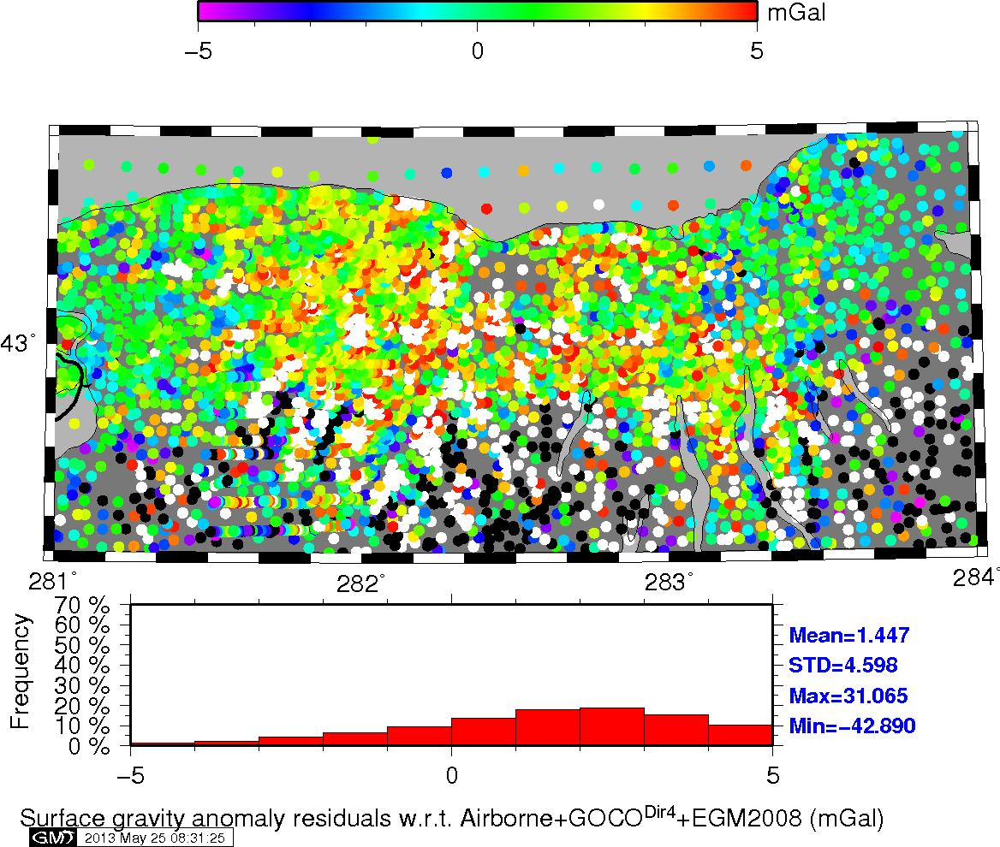 mGal
−5 0 5
43°
281° 282° 283° 284°
70 %
60 %
50 %
40 %
30 %
20 %
10 %
0 %
Frequency
Mean=1.447
STD=4.598
Max=31.065
Min=−42.890
−5 0 5
Surface gravity anomaly residuals w.r.t. Airborne+GOCO^Dir4+EGM2008 (mGal)
GMT 2013 May 25 08:31:25